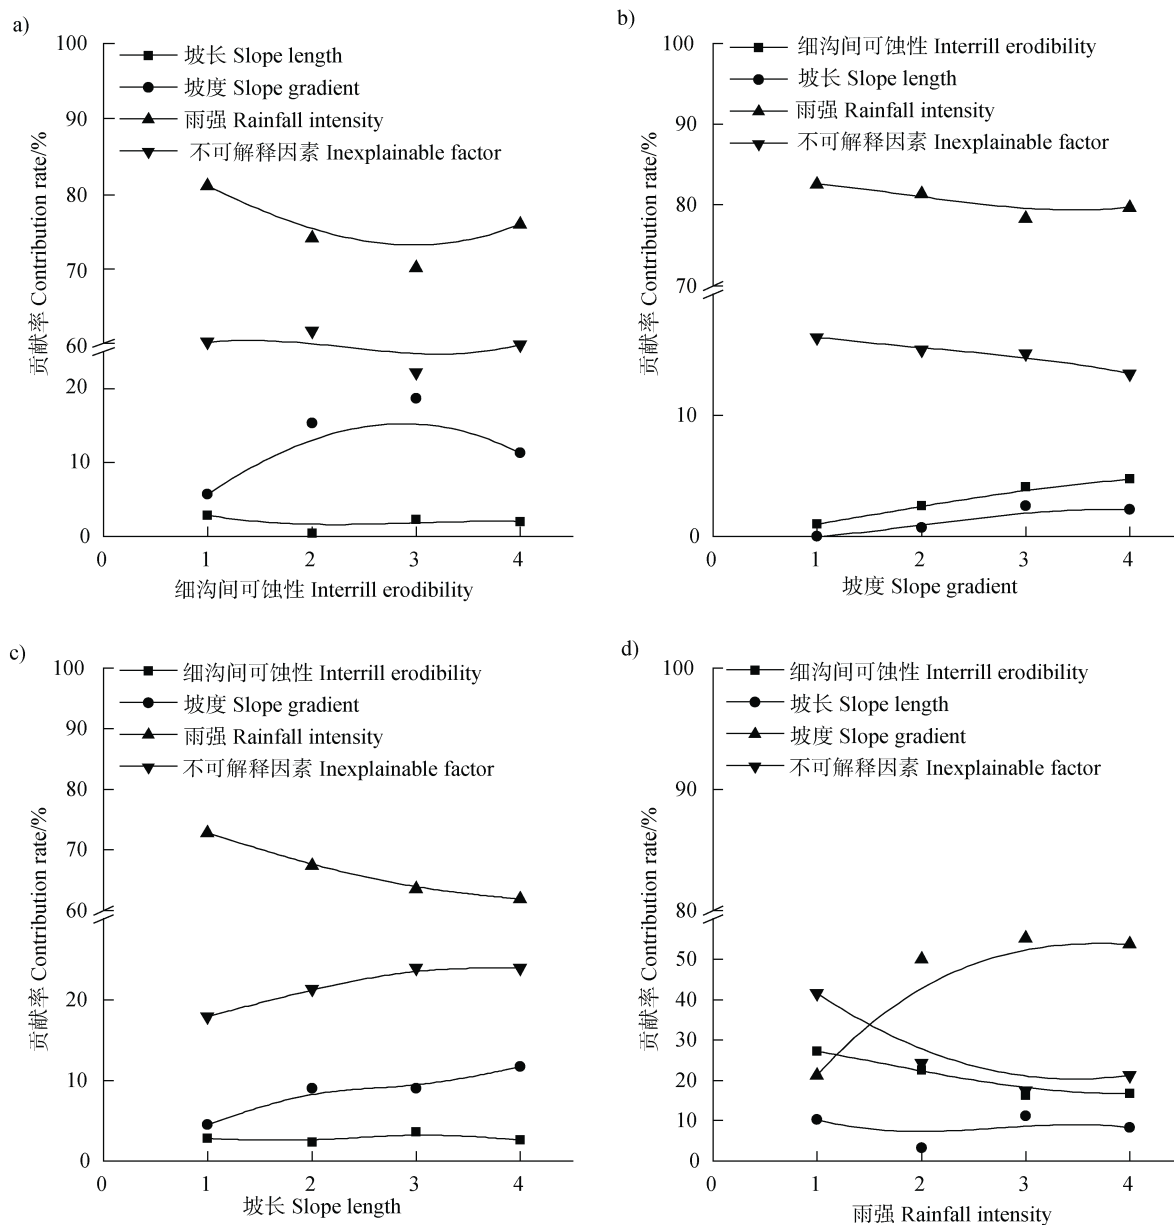 a)
坡长 Slope length
坡度 Slope gradient
雨强 Rainfall intensity
不可解释因素 Inexplainable factor
贡献率 Contribution rate/%
100
90
80
70
60
20
10
0
0 1 2 3 4
细沟间可蚀性 Interrill erodibility
b)
细沟间可蚀性 Interrill erodibility
坡长 Slope length
雨强 Rainfall intensity
不可解释因素 Inexplainable factor
贡献率 Contribution rate/%
100
90
80
70
10
0
0 1 2 3 4
坡度 Slope gradient
c)
细沟间可蚀性 Interrill erodibility
坡度 Slope gradient
雨强 Rainfall intensity
不可解释因素 Inexplainable factor
贡献率 Contribution rate/%
100
90
80
70
60
20
10
0
0 1 2 3 4
坡长 Slope length
d)
细沟间可蚀性 Interrill erodibility
坡长 Slope length
坡度 Slope gradient
不可解释因素 Inexplainable factor
贡献率 Contribution rate/%
100
90
80
50
40
30
20
10
0
0 1 2 3 4
雨强 Rainfall intensity